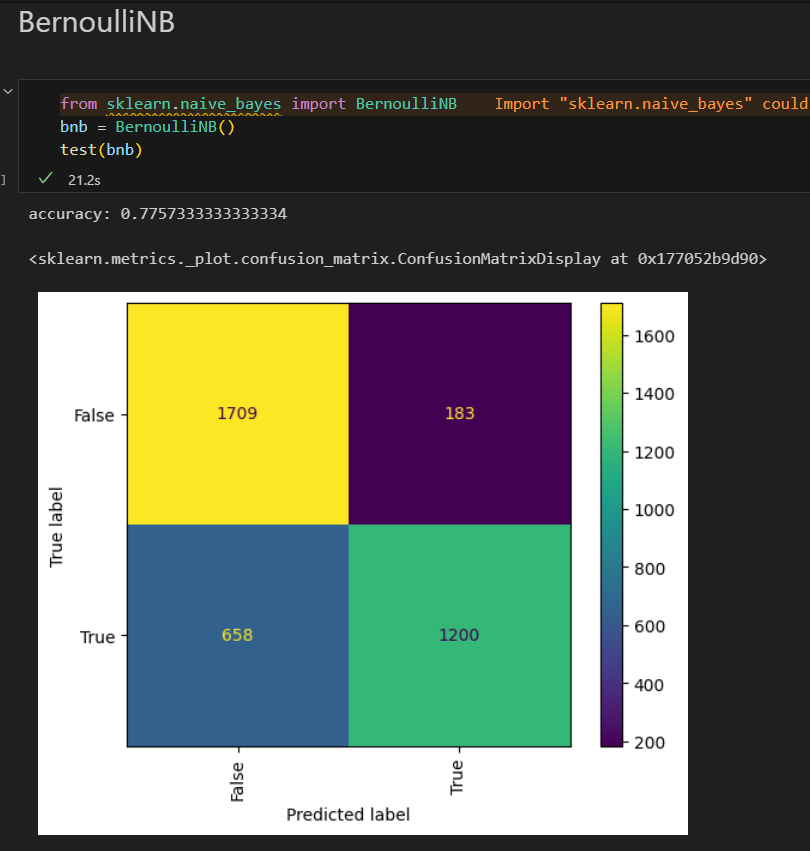 BernoulliNB
from sklearn.naive_bayes import BernoulliNB Import "sklearn.naive_bayes" could
bnb = BernoulliNB()
test(bnb)
] 21.2s
accuracy: 0.7757333333333334
<sklearn.metrics._plot.confusion_matrix.ConfusionMatrixDisplay at 0x177052b9d90>
1600
1400
False 1709 183
1200
1000
True label
800
True 658 1200
600
400
200
False True
Predicted label